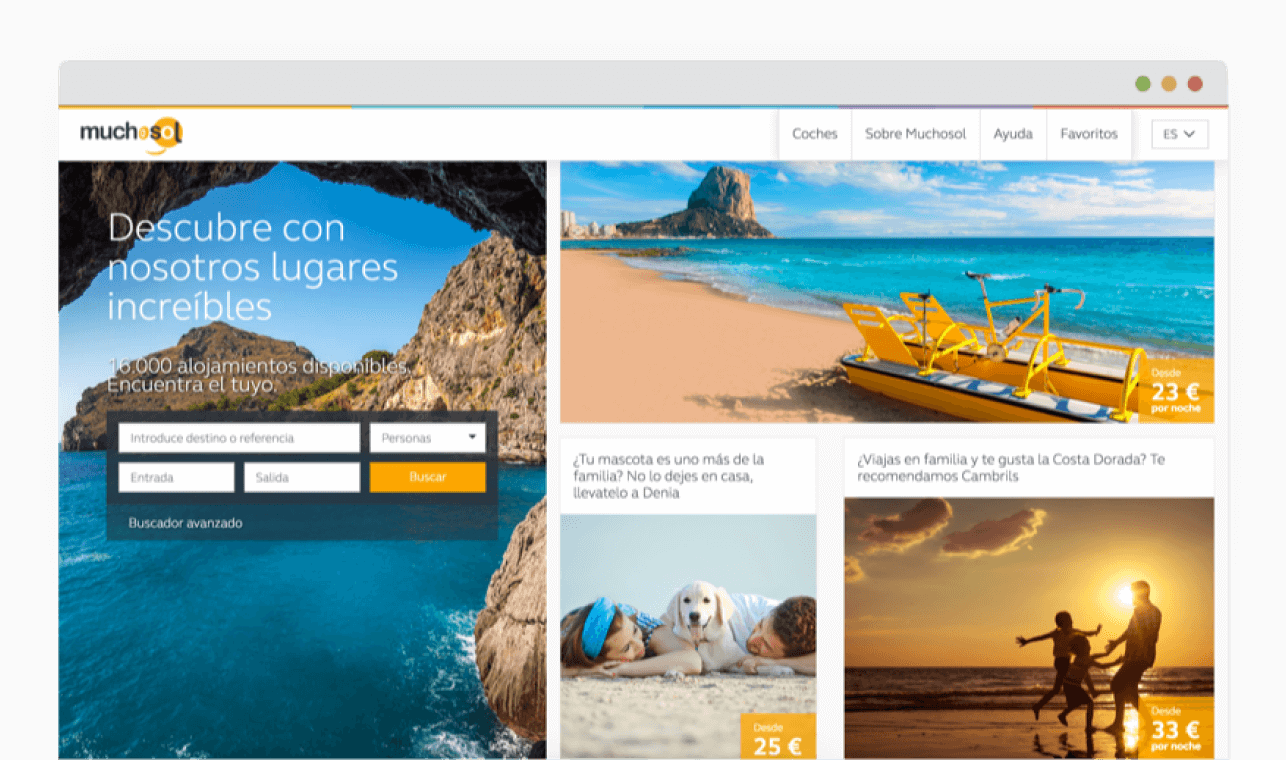 muchosol
Coches
Sobre Muchosol
Ayuda
Favoritos
ES
Descubre con
nosotros lugares
increíbles
16.000 alojamientos disponibles.
Encuentra el tuyo.
Introduce destino o referencia
Personas
Entrada
Salida
Buscar
Buscador avanzado
Desde
23 €
por noche
¿Tu mascota es uno más de la
familia? No lo dejes en casa,
llevatelo a Denia
Desde
25 €
¿Viajas en familia y te gusta la Costa Dorada? Te
recomendamos Cambrils
Desde
33 €
por noche